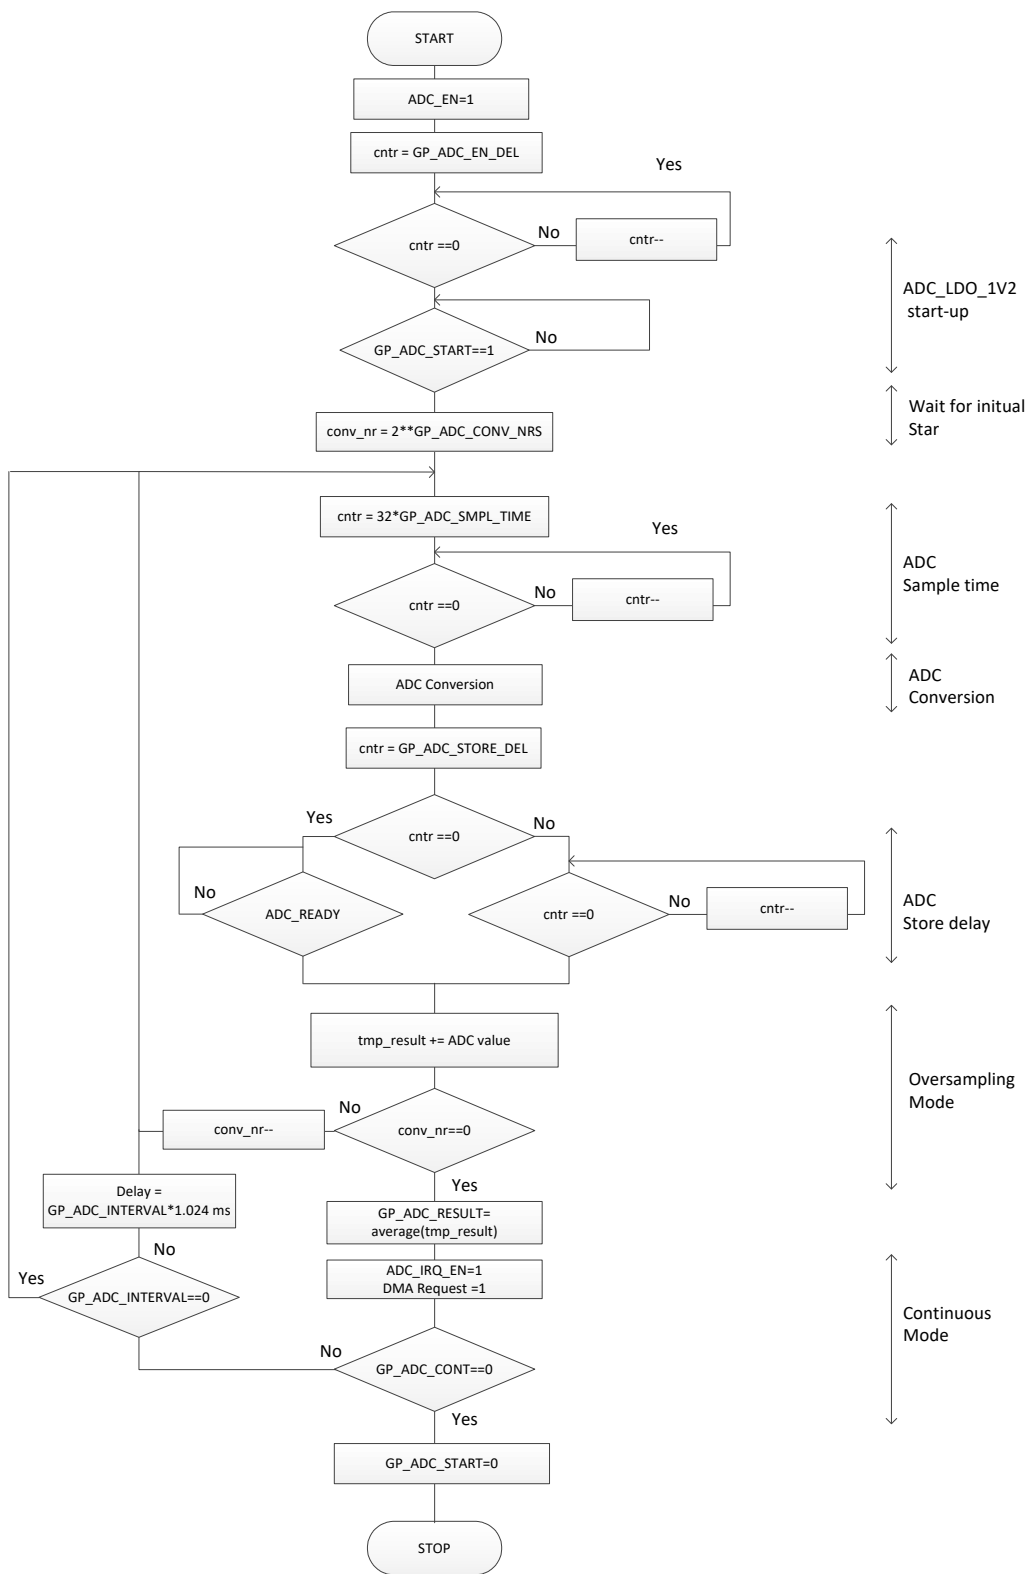 START
ADC_EN=1
cntr = GP_ADC_EN_DEL
Yes
cntr ==0
No
cntr--
ADC_LDO_1V2
start-up
GP_ADC_START==1
No
Wait for initual
Star
conv_nr = 2**GP_ADC_CONV_NRS
cntr = 32*GP_ADC_SMPL_TIME
Yes
cntr ==0
No
cntr--
ADC
Sample time
ADC Conversion
ADC
Conversion
cntr = GP_ADC_STORE_DEL
Yes
cntr ==0
No
No
ADC_READY
cntr ==0
No
cntr--
ADC
Store delay
tmp_result += ADC value
Oversampling
Mode
conv_nr--
No
conv_nr==0
Yes
Delay =
GP_ADC_INTERVAL*1.024 ms
GP_ADC_RESULT=
average(tmp_result)
No
Yes
GP_ADC_INTERVAL==0
ADC_IRQ_EN=1
DMA Request =1
Continuous
Mode
No
GP_ADC_CONT==0
Yes
GP_ADC_START=0
STOP